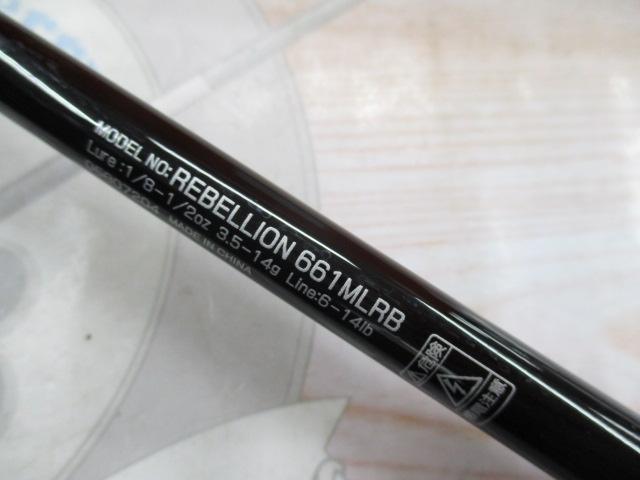 MODEL NO: REBELLION 661MLRB
Lure :1/8-1/2oz 3.5-14g Line:6-14lb
MADE IN CHINA
危険
注意